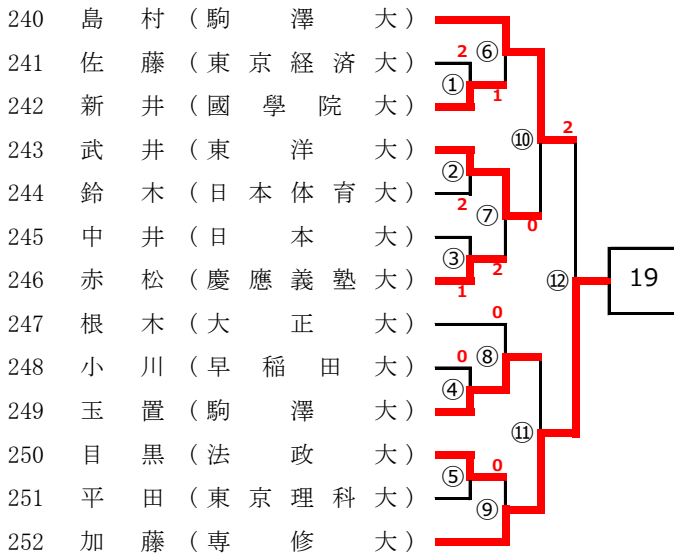 240 島村(駒澤大)
⑥
241 佐藤(東京経済大) 2
①
1
242 新井(國學院大)
⑩ 2
243 武井(東洋大)
②
244 鈴木(日本体育大) 2
⑦ 0
245 中井(日本大)
③ 2
246 赤松(慶應義塾大) 1
⑫ 19
247 根木(大正大) 0
⑧
248 小川(早稲田大) 0
④
249 玉置(駒澤大)
⑪
250 目黒(法政大)
⑤ 0
251 平田(東京理科大)
⑨
252 加藤(専修大)